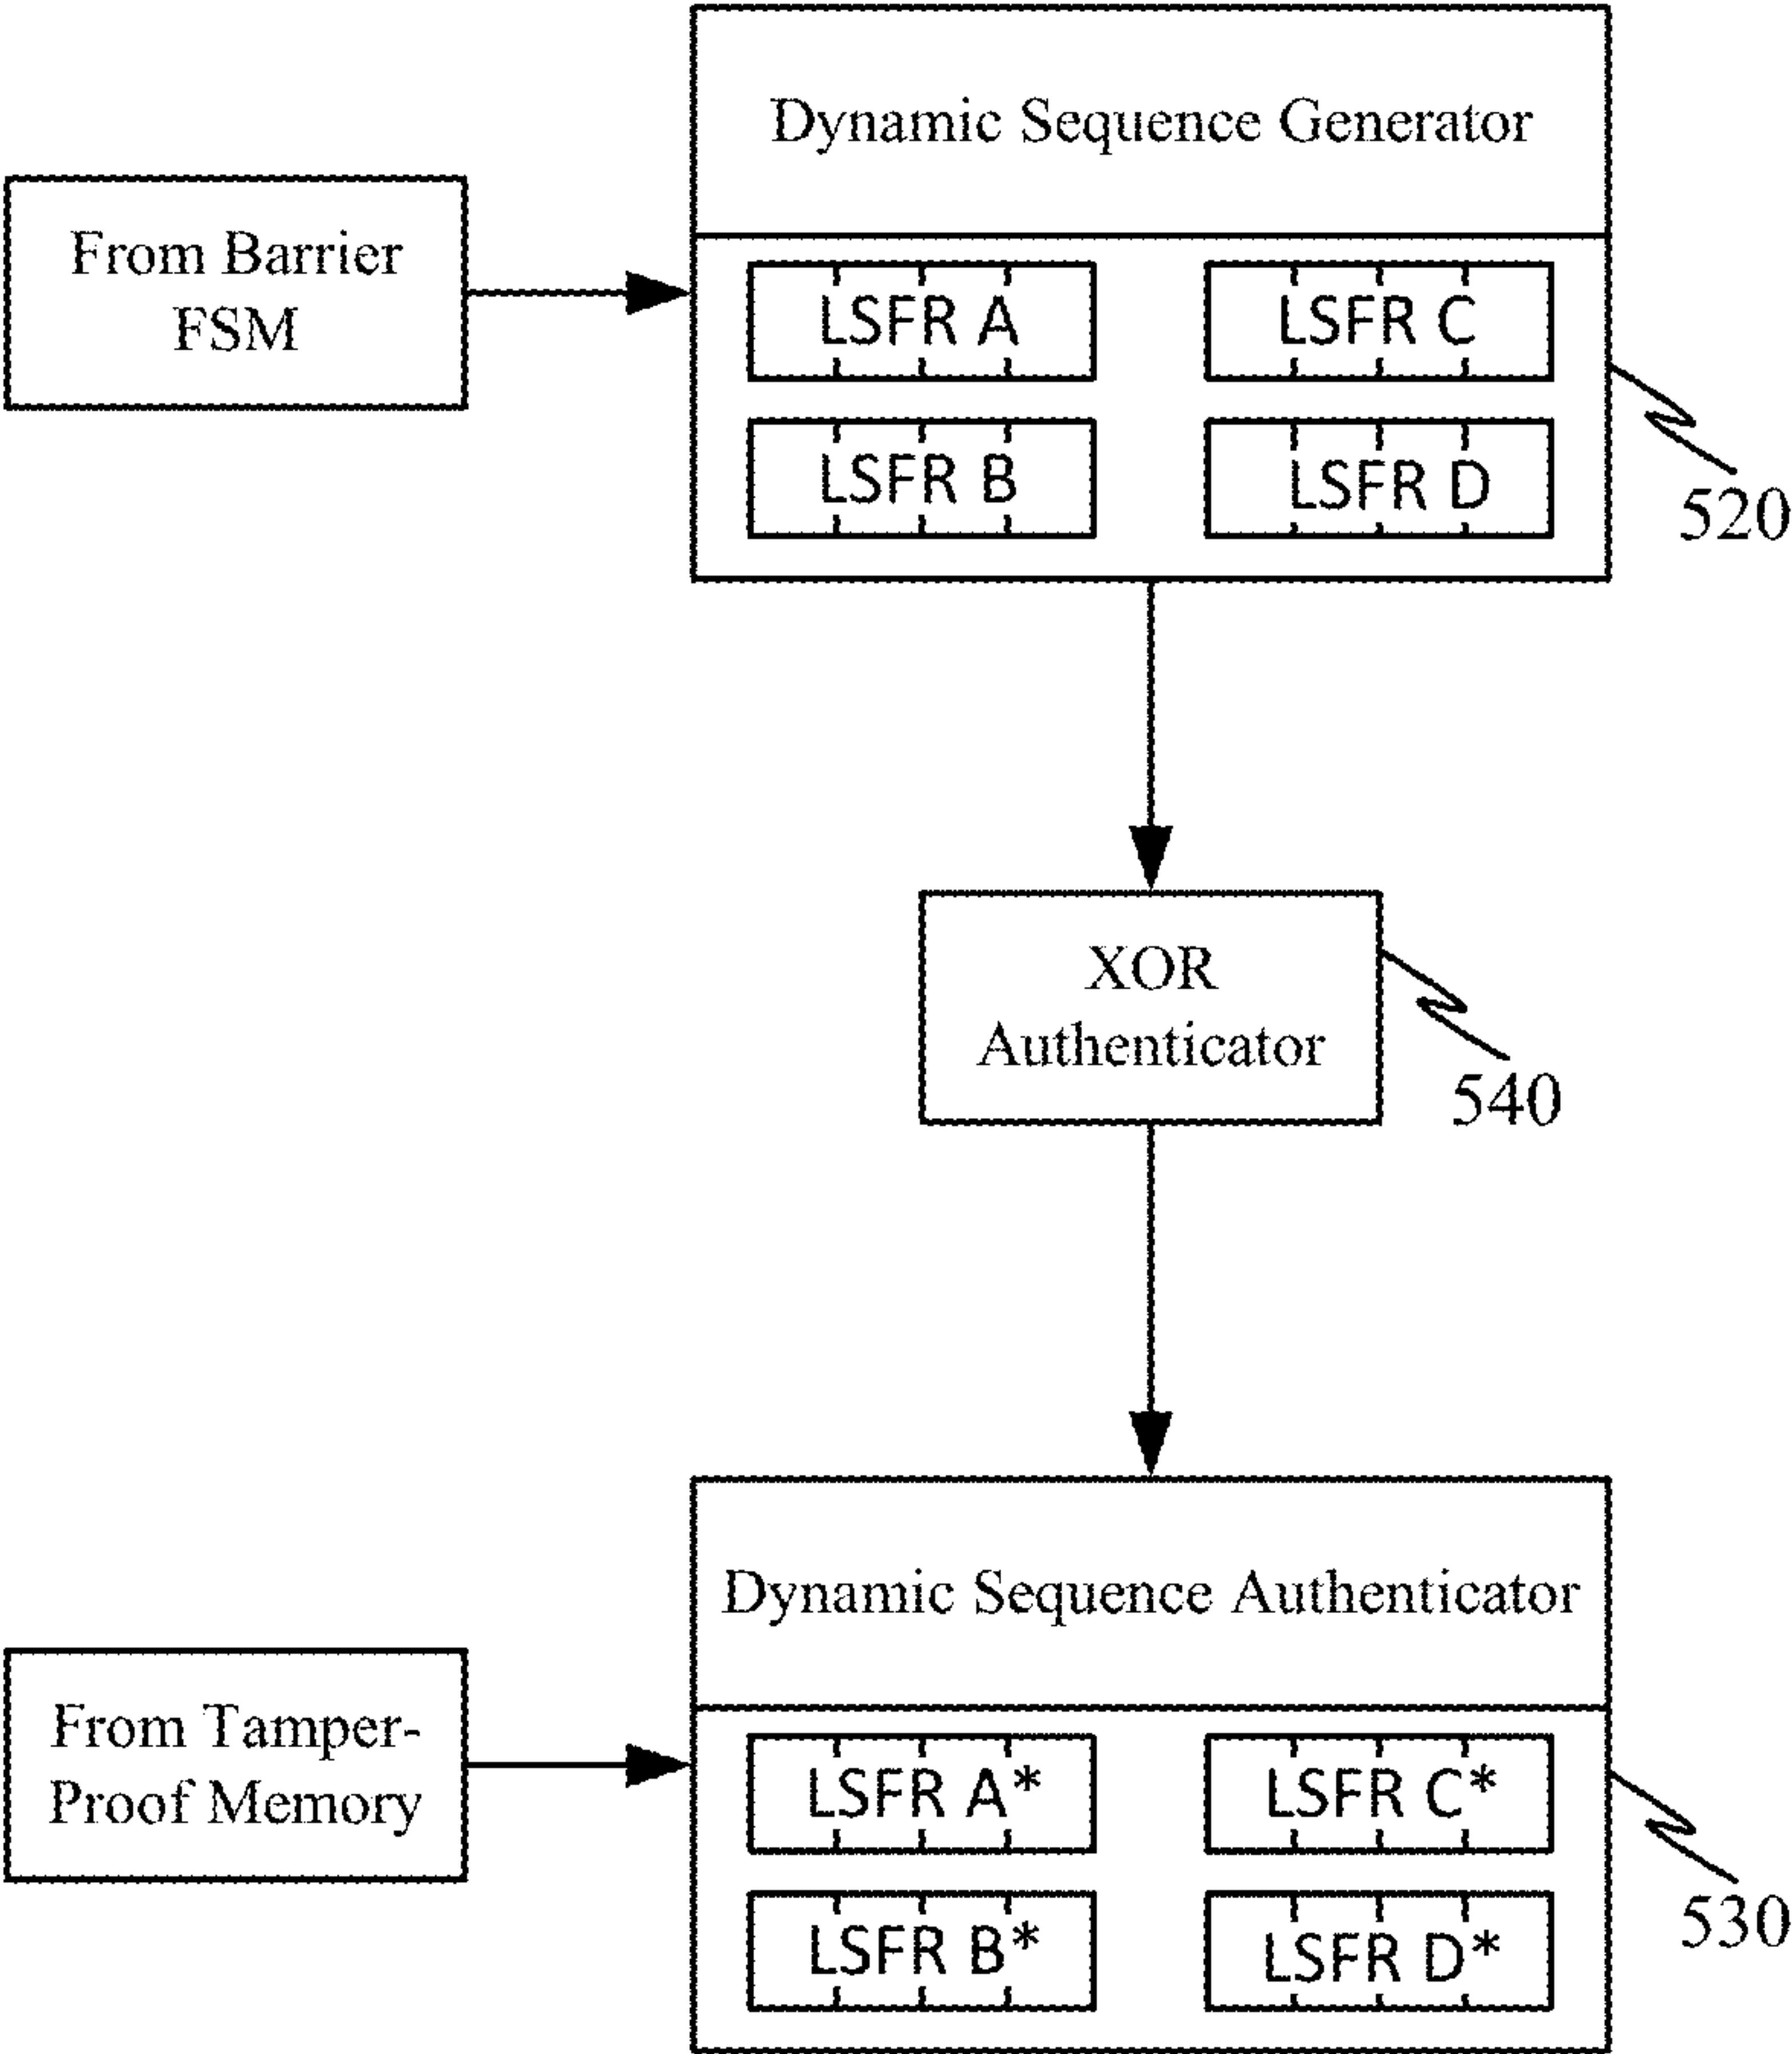 Dynamic Sequence Generator
From Barrier
FSM
LSFR A
LSFR C
LSFR B
LSFR D
520
XOR
Authenticator
540
Dynamic Sequence Authenticator
From Tamper-
Proof Memory
LSFR A*
LSFR C*
LSFR B*
LSFR D*
530